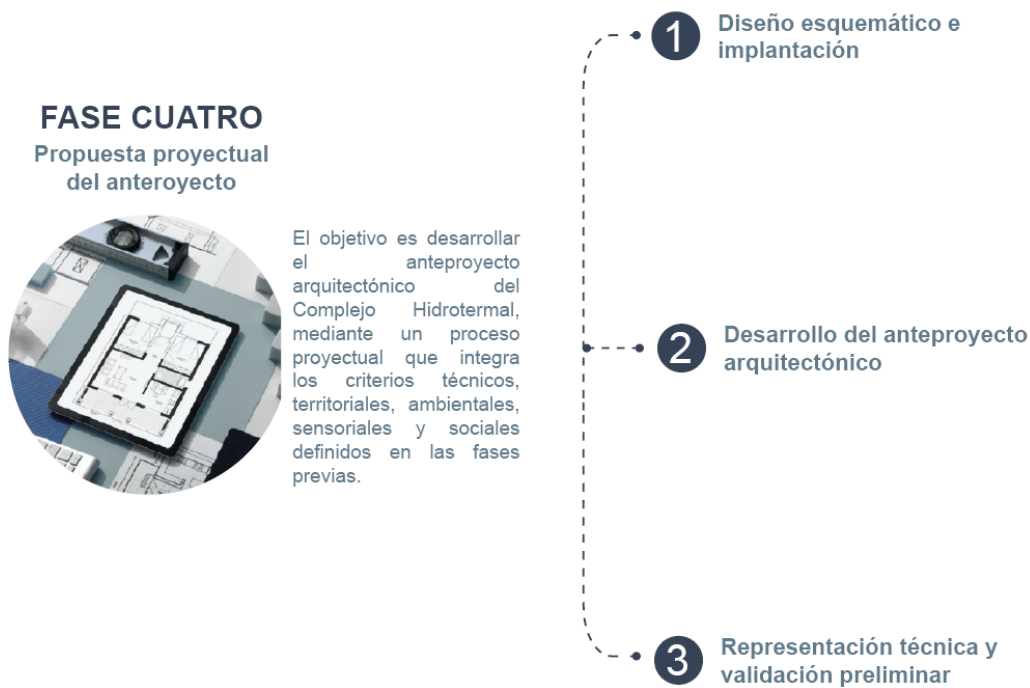 FASE CUATRO
Propuesta proyectual
del anteroyecto
El objetivo es desarrollar
el anteproyecto
arquitectónico del
Complejo Hidrotermal,
mediante un proceso
proyectual que integra
los criterios técnicos,
territoriales, ambientales,
sensoriales y sociales
definidos en las fases
previas.
1
Diseño esquemático e
implantación
2
Desarrollo del anteproyecto
arquitectónico
3
Representación técnica y
validación preliminar